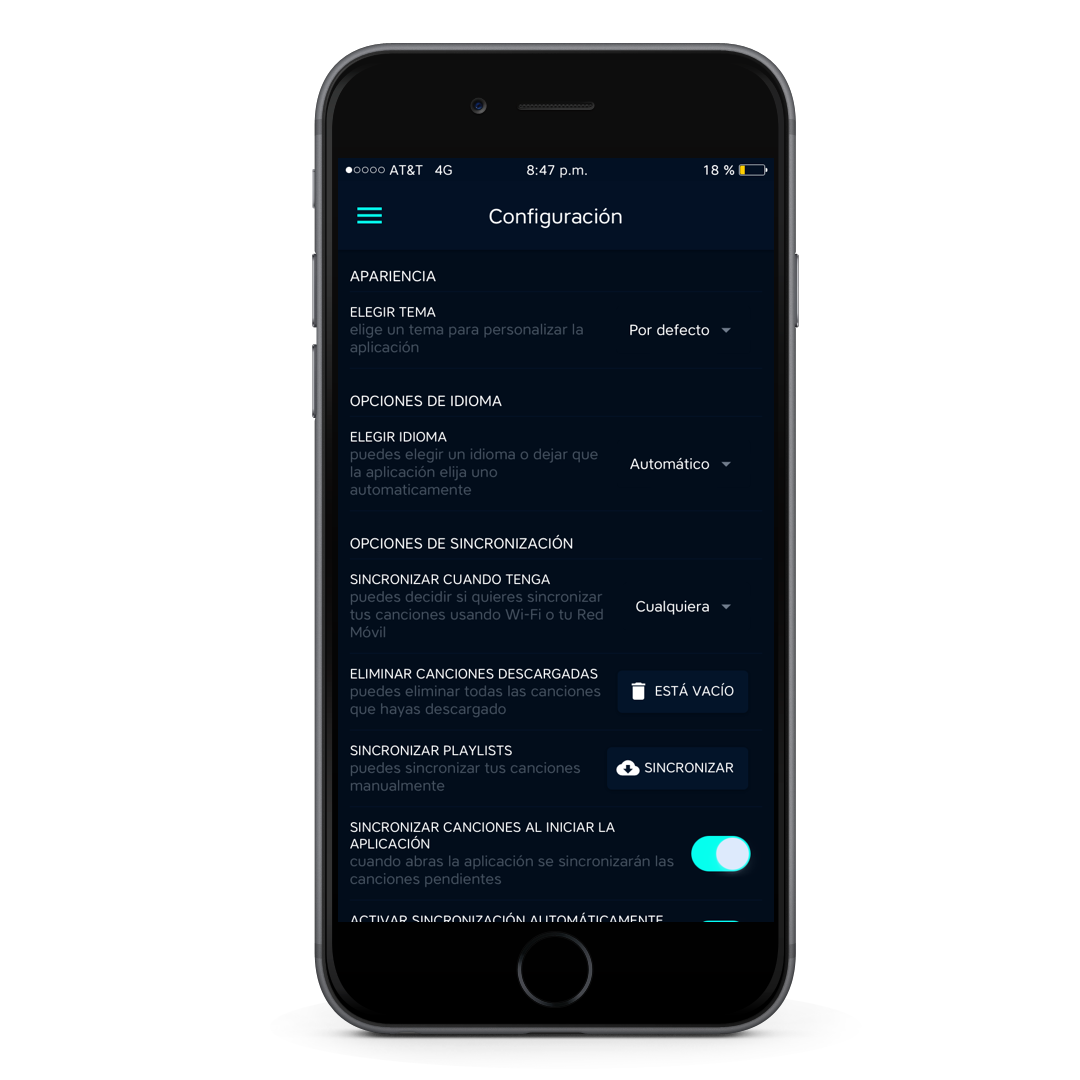 AT&T 4G 8:47 p.m. 18 %
Configuración
APARIENCIA
ELEGIR TEMA
elige un tema para personalizar la
aplicación
Por defecto
OPCIONES DE IDIOMA
ELEGIR IDIOMA
puedes elegir un idioma o dejar que
la aplicación elija uno
automaticamente
Automático
OPCIONES DE SINCRONIZACIÓN
SINCRONIZAR CUANDO TENGA
puedes decidir si quieres sincronizar
tus canciones usando Wi-Fi o tu Red
Móvil
Cualquiera
ELIMINAR CANCIONES DESCARGADAS
puedes eliminar todas las canciones
que hayas descargado
ESTÁ VACÍO
SINCRONIZAR PLAYLISTS
puedes sincronizar tus canciones
manualmente
SINCRONIZAR
SINCRONIZAR CANCIONES AL INICIAR LA
APLICACIÓN
cuando abras la aplicación se sincronizarán las
canciones pendientes
ACTIVAR SINCRONIZACIÓN AUTOMÁTICAMENTE